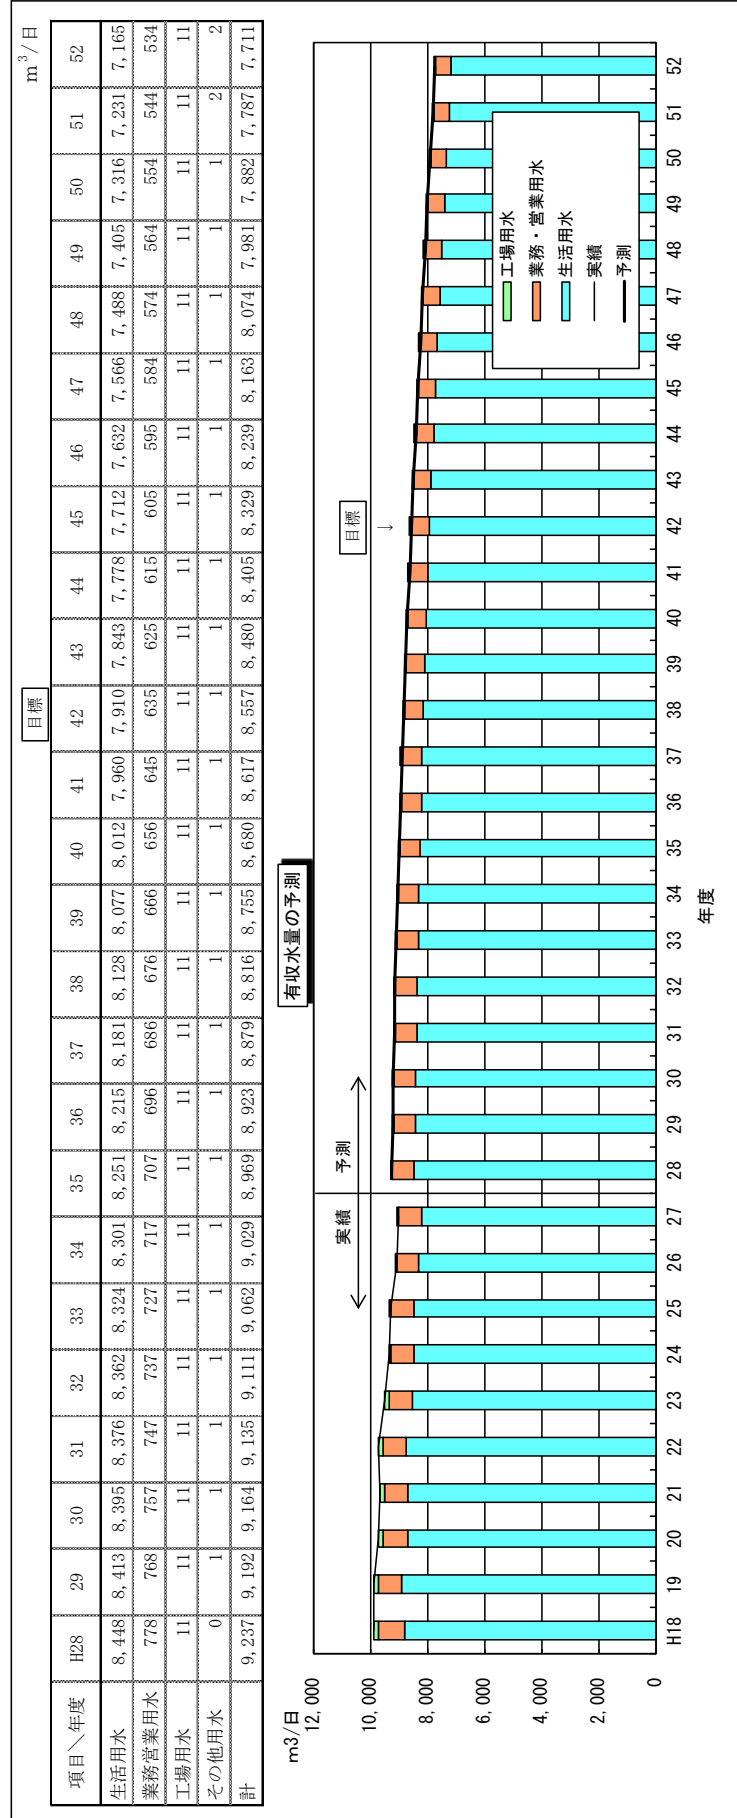 m³/日
目標
項目＼年度 H28 29 30 31 32 33 34 35 36 37 38 39 40 41 42 43 44 45 46 47 48 49 50 51 52
生活用水 8,448 8,413 8,395 8,376 8,362 8,324 8,301 8,251 8,215 8,181 8,128 8,077 8,012 7,960 7,910 7,843 7,778 7,712 7,632 7,566 7,488 7,405 7,316 7,231 7,165
業務営業用水 778 768 757 747 737 727 717 707 696 686 676 666 656 645 635 625 615 605 595 584 574 564 554 544 534
工場用水 11 11 11 11 11 11 11 11 11 11 11 11 11 11 11 11 11 11 11 11 11 11 11 11 11
その他用水 0 1 1 1 1 1 1 1 1 1 1 1 1 1 1 1 1 1 1 1 1 1 1 2 2
計 9,237 9,192 9,164 9,135 9,111 9,062 9,029 8,969 8,923 8,879 8,816 8,755 8,680 8,617 8,557 8,480 8,405 8,329 8,239 8,163 8,074 7,981 7,882 7,787 7,711
有収水量の予測
m3/日
12,000
10,000
8,000
6,000
4,000
2,000
0
実績
予測
目標
↓
工場用水
業務・営業用水
生活用水
実績
予測
H18 19 20 21 22 23 24 25 26 27 28 29 30 31 32 33 34 35 36 37 38 39 40 41 42 43 44 45 46 47 48 49 50 51 52
年度